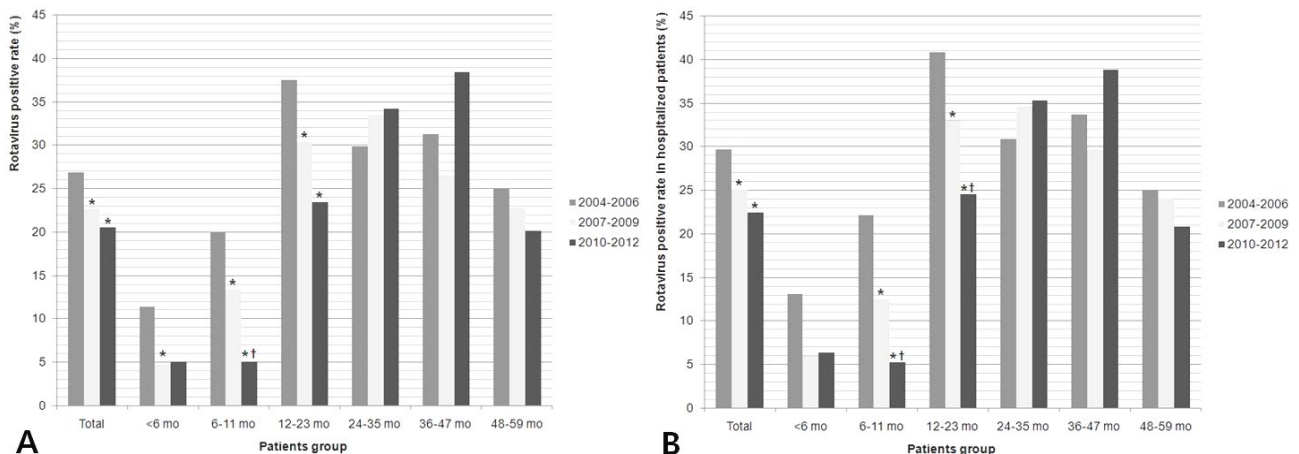 Rotavirus positive rate (%)
45
40
35
30
25
20
15
10
5
0
* * * * * † * * 
Total <6 mo 6-11 mo 12-23 mo 24-35 mo 36-47 mo 48-59 mo
Patients group
2004-2006
2007-2009
2010-2012
A
Rotavirus positive rate in hospitalized patients (%)
45
40
35
30
25
20
15
10
5
0
* * * * † * * †
Total <6 mo 6-11 mo 12-23 mo 24-35 mo 36-47 mo 48-59 mo
Patients group
2004-2006
2007-2009
2010-2012
B